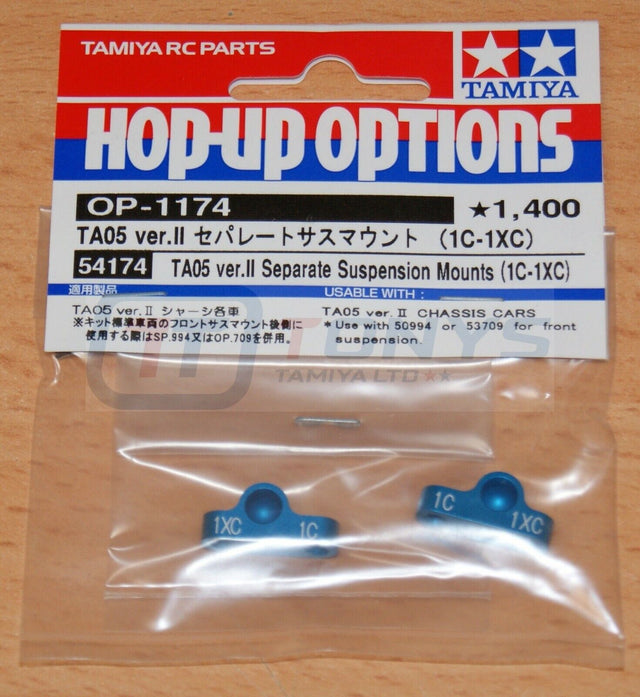 TAMIYA RC PARTS
TAMIYA
HOP-UP OPTIONS
OP-1174
★1,400
TA05 ver.II セパレートサスマウント (1C-1XC)
54174 TA05 ver.II Separate Suspension Mounts (1C-1XC)
適用製品
TA05 ver.II シャーシ各車
※キット標準車両のフロントサスマウント後側に
使用する際はSP.994又はOP.709を併用。
USABLE WITH :
TA05 ver. II CHASSIS CARS
* Use with 50994 or 53709 for front
suspension.
TONYS
TAMIYA LTD ★★
1XC 1C
1C 1XC